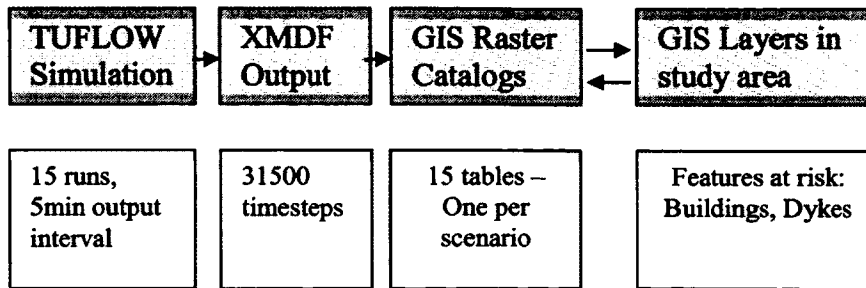 TUFLOW
Simulation
XMDF
Output
GIS Raster
Catalogs
GIS Layers in
study area
15 runs,
5min output
interval
31500
timesteps
15 tables –
One per
scenario
Features at risk:
Buildings, Dykes